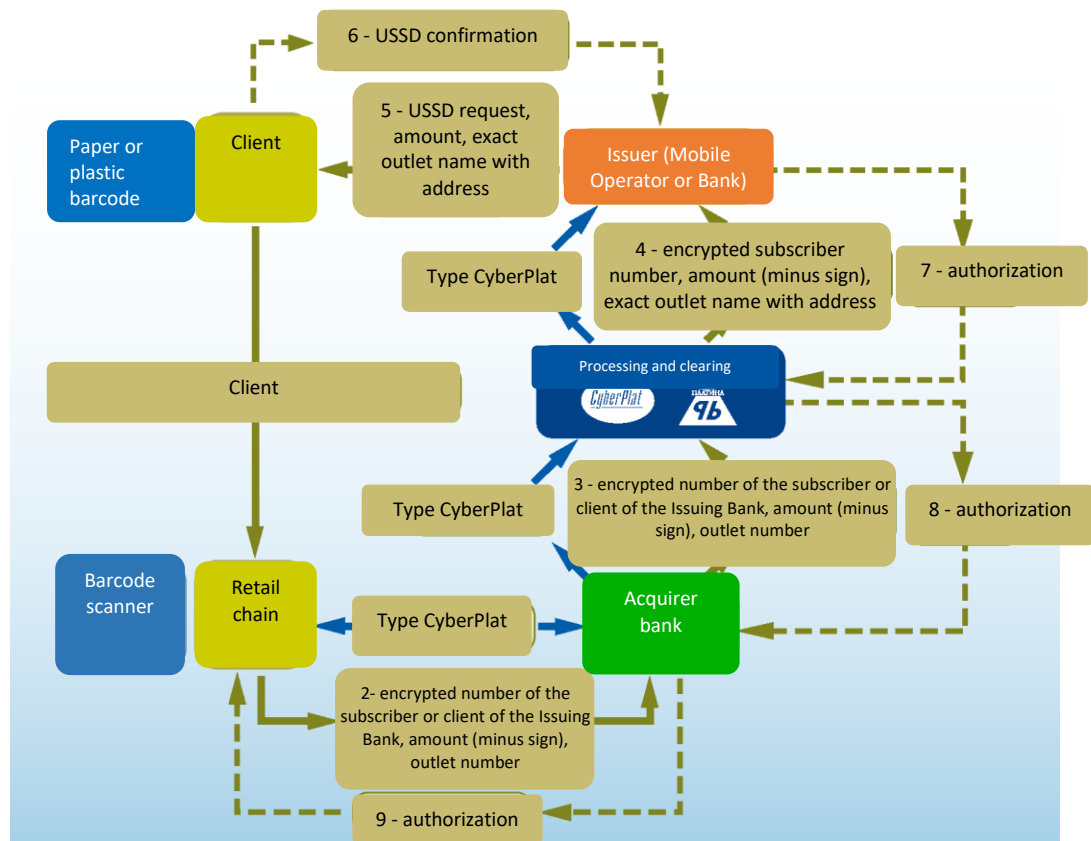 6 - USSD confirmation
5 - USSD request,
amount, exact
outlet name with
address
Paper or
plastic
barcode
Client
Issuer (Mobile
Operator or Bank)
4 - encrypted subscriber
number, amount (minus sign),
exact outlet name with address
Type CyberPlat
7 - authorization
Processing and clearing
CyberPlat
ПЛАТИНА
Client
3 - encrypted number of the subscriber or
client of the Issuing Bank, amount (minus
sign), outlet number
Type CyberPlat
8 - authorization
Barcode
scanner
Retail
chain
Type CyberPlat
Acquirer
bank
2- encrypted number of the
subscriber or client of the Issuing
Bank, amount (minus sign),
outlet number
9 - authorization